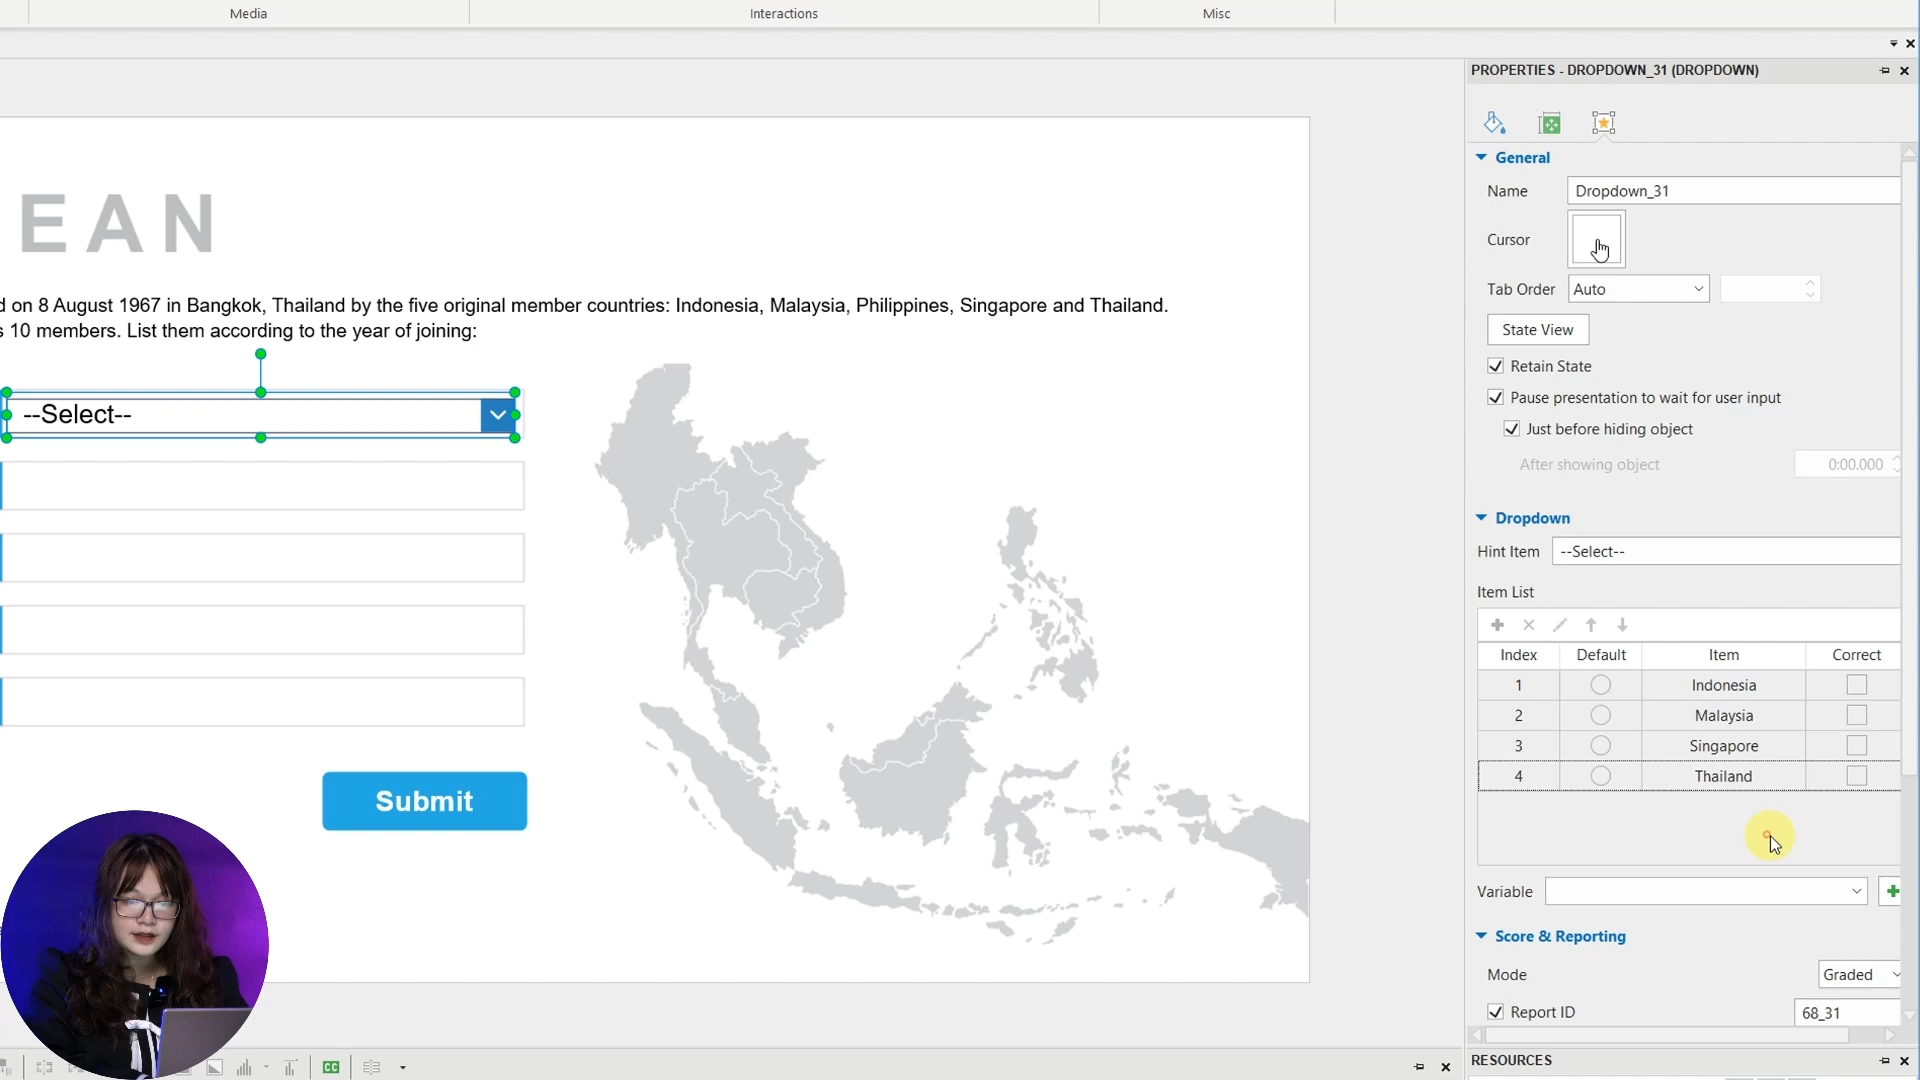 Media
Interactions
Misc
PROPERTIES - DROPDOWN_31 (DROPDOWN)
General
Name
Dropdown_31
Cursor
Tab Order
Auto
State View
Retain State
Pause presentation to wait for user input
Just before hiding object
After showing object
0:00.000
Dropdown
Hint Item
--Select--
Item List
Index Default Item Correct
1 Indonesia
2 Malaysia
3 Singapore
4 Thailand
Variable
Score & Reporting
Mode
Graded
Report ID
68_31
RESOURCES
EAN
d on 8 August 1967 in Bangkok, Thailand by the five original member countries: Indonesia, Malaysia, Philippines, Singapore and Thailand.
s 10 members. List them according to the year of joining:
--Select--
Submit
CC